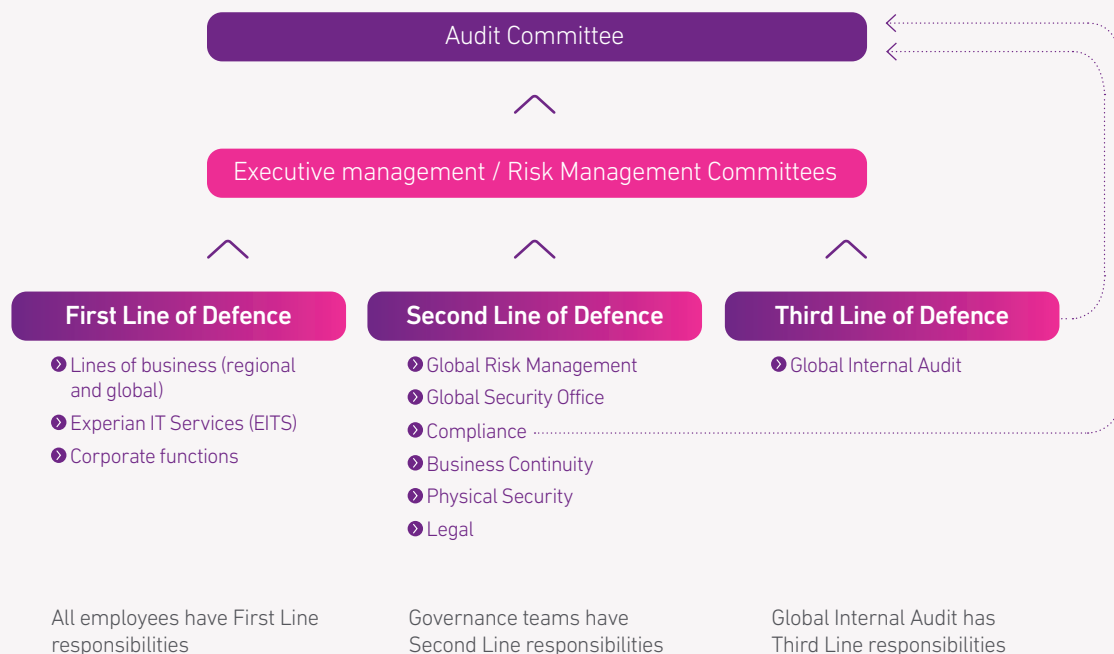 Audit Committee
Executive management / Risk Management Committees
First Line of Defence
Lines of business (regional
and global)
Experian IT Services (EITS)
Corporate functions
All employees have First Line
responsibilities
Second Line of Defence
Global Risk Management
Global Security Office
Compliance
Business Continuity
Physical Security
Legal
Governance teams have
Second Line responsibilities
Third Line of Defence
Global Internal Audit
Global Internal Audit has
Third Line responsibilities